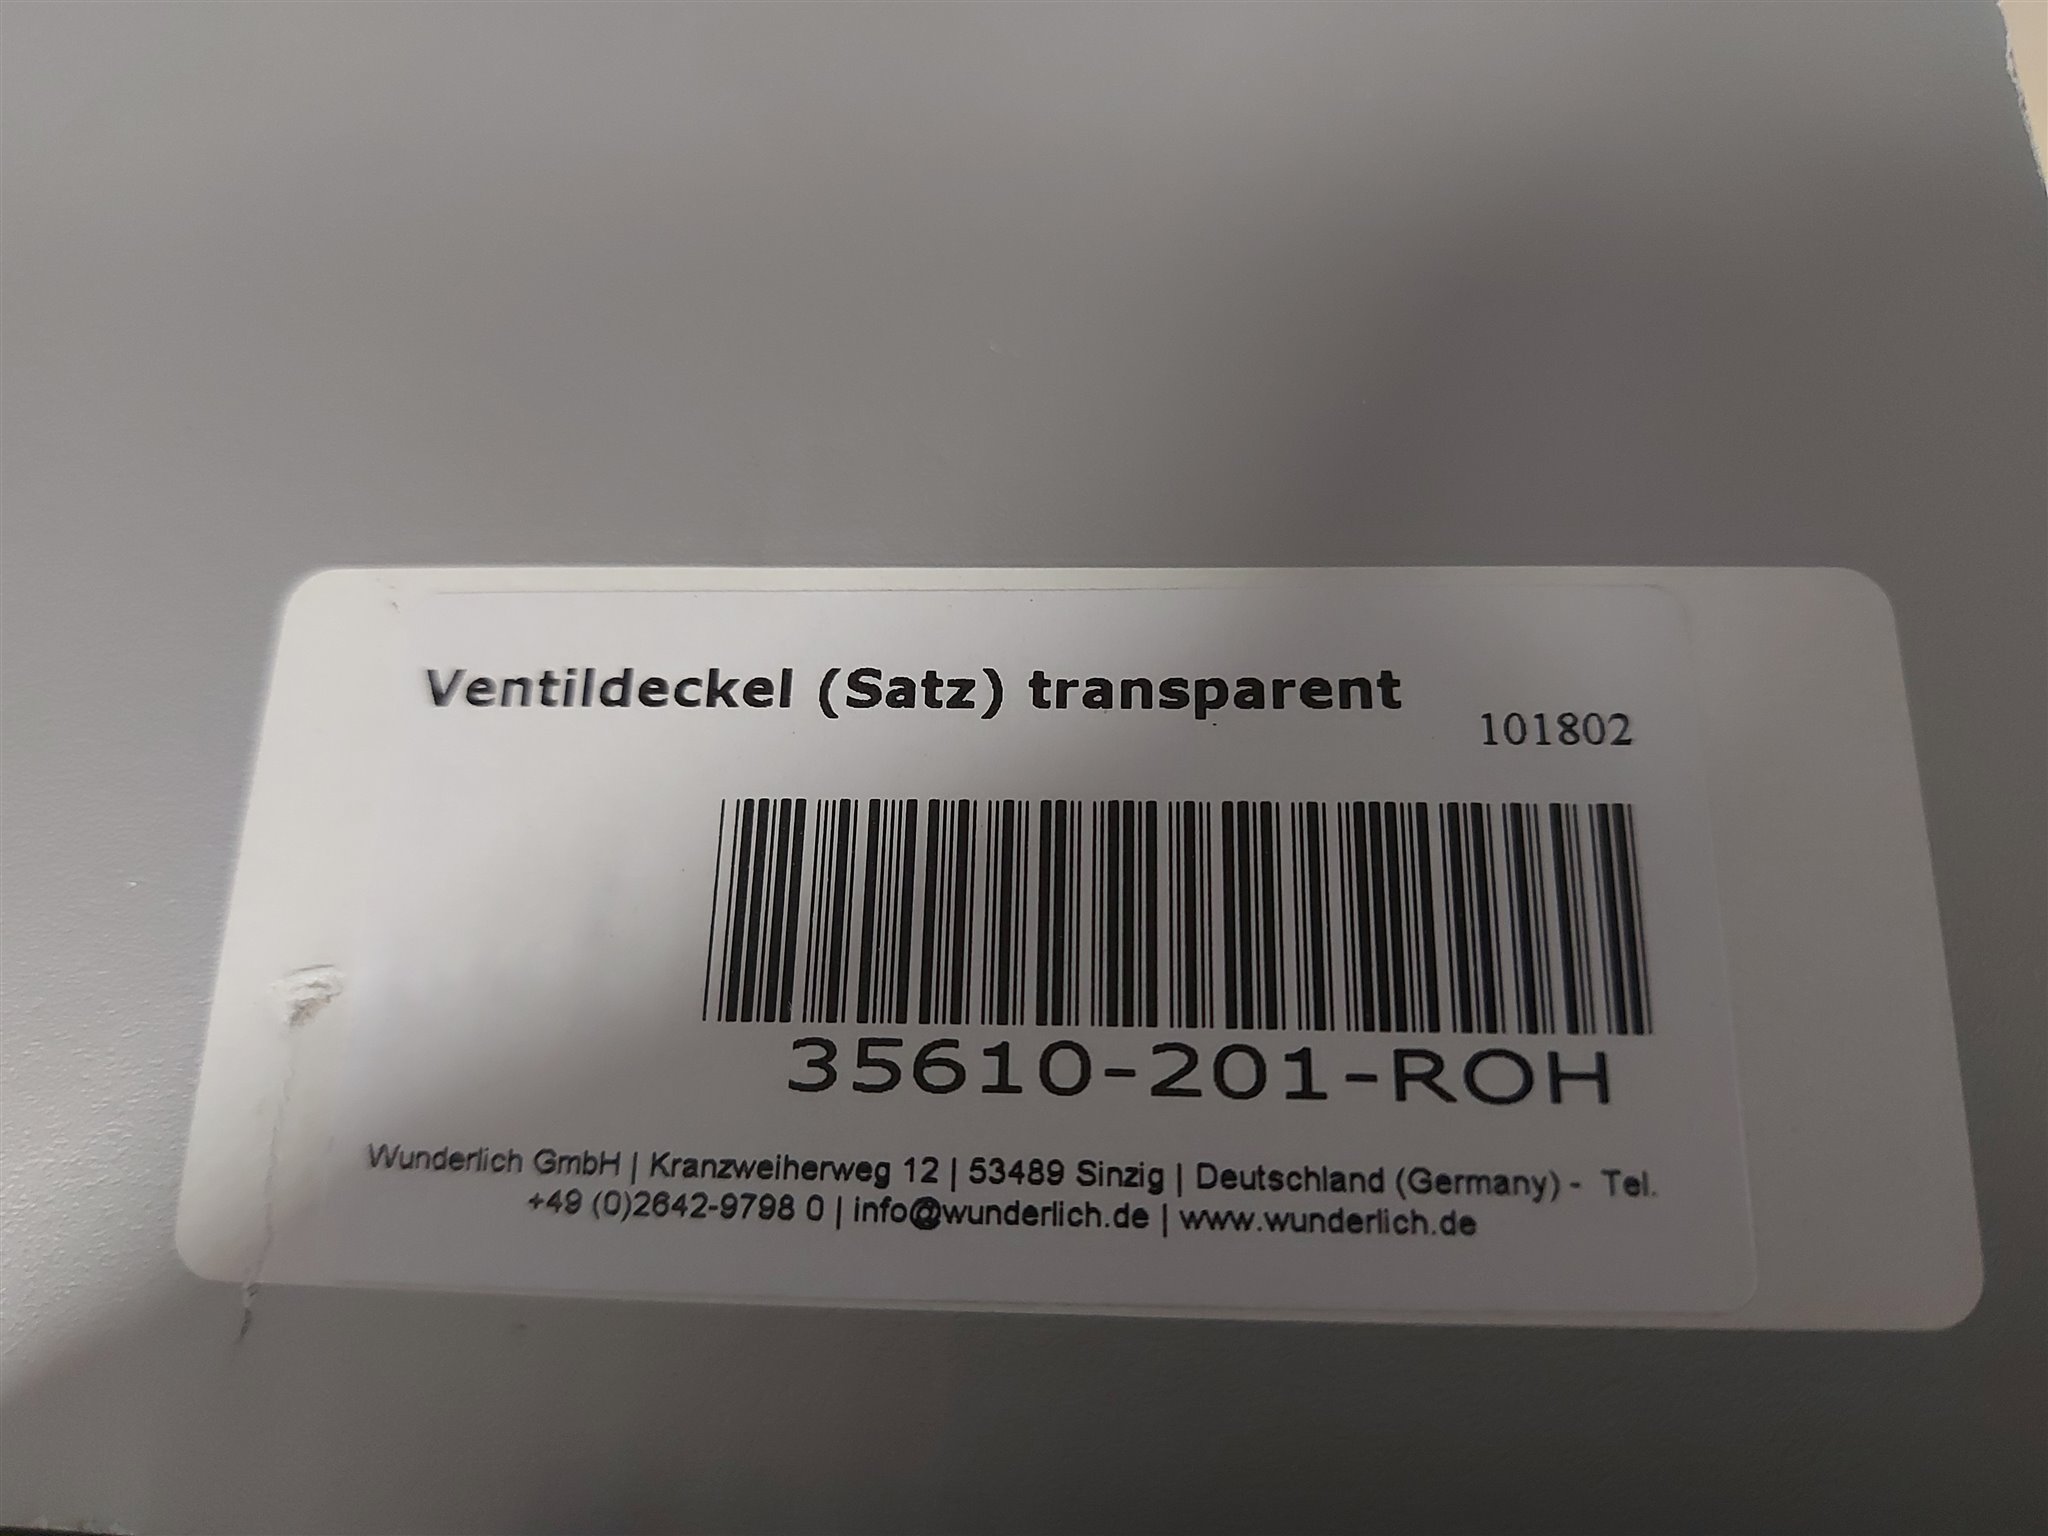 Ventildeckel (Satz) transparent
101802
35610-201-ROH
Wunderlich GmbH | Kranzweiherweg 12 | 53489 Sinzig | Deutschland (Germany) - Tel.
+49 (0)2642-9798 0 | info@wunderlich.de | www.wunderlich.de